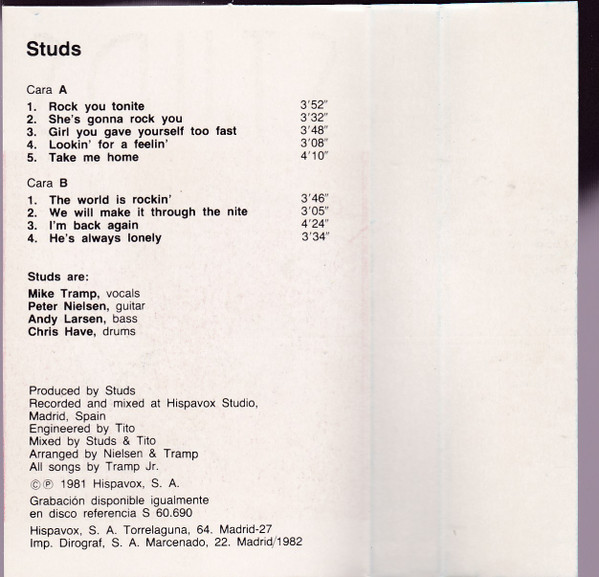 Studs
Cara A
1. Rock you tonite 3'52"
2. She's gonna rock you 3'32"
3. Girl you gave yourself too fast 3'48"
4. Lookin' for a feelin' 3'08"
5. Take me home 4'10"
Cara B
1. The world is rockin' 3'46"
2. We will make it through the nite 3'05"
3. I'm back again 4'24"
4. He's always lonely 3'34"
Studs are:
Mike Tramp, vocals
Peter Nielsen, guitar
Andy Larsen, bass
Chris Have, drums
Produced by Studs
Recorded and mixed at Hispavox Studio,
Madrid, Spain
Engineered by Tito
Mixed by Studs & Tito
Arranged by Nielsen & Tramp
All songs by Tramp Jr.
© ℗ 1981 Hispavox, S. A.
Grabación disponible igualmente
en disco referencia S 60.690
Hispavox, S. A. Torrelaguna, 64. Madrid-27
Imp. Dirograf, S. A. Marcenado, 22. Madrid/1982